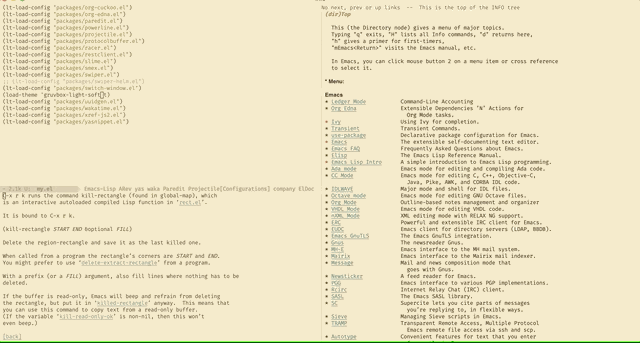 (lt-load-config "packages/org-cuckoo.el")
(lt-load-config "packages/org-edna.el")
(lt-load-config "packages/paredit.el")
(lt-load-config "packages/powerline.el")
(lt-load-config "packages/projectile.el")
(lt-load-config "packages/protocolbuffer.el")
(lt-load-config "packages/racer.el")
(lt-load-config "packages/restclient.el")
(lt-load-config "packages/slime.el")
(lt-load-config "packages/smex.el")
(lt-load-config "packages/swiper.el")
;; (lt-load-config "packages/swiper-helm.el")
(lt-load-config "packages/switch-window.el")
(load-theme 'gruvbox-light-soft t)
(lt-load-config "packages/uuidgen.el")
(lt-load-config "packages/wakatime.el")
(lt-load-config "packages/xref-js2.el")
(lt-load-config "packages/yasnippet.el")
my.el Emacs-Lisp ARev yas waka Paredit Projectile[Configurations] company ElDoc
C-x r k runs the command kill-rectangle (found in global-map), which
is an interactive autoloaded compiled Lisp function in 'rect.el'.
It is bound to C-x r k.
(kill-rectangle START END &optional FILL)
Delete the region-rectangle and save it as the last killed one.
When called from a program the rectangle's corners are START and END.
You might prefer to use 'delete-extract-rectangle' from a program.
With a prefix (or a FILL) argument, also fill lines where nothing has to be
deleted.
If the buffer is read-only, Emacs will beep and refrain from deleting
the rectangle, but put it in 'killed-rectangle' anyway. This means that
you can use this command to copy text from a read-only buffer.
(If the variable 'kill-read-only-ok' is non-nil, then this won't
even beep.)
[back]
No next, prev or up links -- This is the top of the INFO tree
(dir)Top
This (the Directory node) gives a menu of major topics.
Typing "q" exits, "H" lists all Info commands, "d" returns here,
"h" gives a primer for first-timers,
"mEmacs<Return>" visits the Emacs manual, etc.
In Emacs, you can click mouse button 2 on a menu item or cross reference
to select it.
* Menu:
Emacs
* Ledger Mode Command-Line Accounting
* Org Edna Extensible Dependencies 'N' Actions for
Org Mode tasks.
* Ivy Using Ivy for completion.
* Transient Transient Commands.
* use-package Declarative package configuration for Emacs.
* Emacs The extensible self-documenting text editor.
* Emacs FAQ Frequently Asked Questions about Emacs.
* Elisp The Emacs Lisp Reference Manual.
* Emacs Lisp Intro A simple introduction to Emacs Lisp programming.
* Ada mode Emacs mode for editing and compiling Ada code.
* CC Mode Emacs mode for editing C, C++, Objective-C,
Java, Pike, AWK, and CORBA IDL code.
* IDLWAVE Major mode and shell for IDL files.
* Octave mode Emacs mode for editing GNU Octave files.
* Org Mode Outline-based notes management and organizer
* VHDL Mode Emacs mode for editing VHDL code.
* nXML Mode XML editing mode with RELAX NG support.
* ERC Powerful and extensible IRC client for Emacs.
* EUDC Emacs client for directory servers (LDAP, BBDB).
* Emacs GnuTLS The Emacs GnuTLS integration.
* Gnus The newsreader Gnus.
* MH-E Emacs interface to the MH mail system.
* Mairix Emacs interface to the Mairix mail indexer.
* Message Mail and news composition mode that
goes with Gnus.
* Newsticker A feed reader for Emacs.
* PGG Emacs interface to various PGP implementations.
* Rcirc Internet Relay Chat (IRC) client.
* SASL The Emacs SASL library.
* SC Supercite lets you cite parts of messages
you're replying to, in flexible ways.
* Sieve Managing Sieve scripts in Emacs.
* TRAMP Transparent Remote Access, Multiple Protocol
Emacs remote file access via ssh and scp.
* Autotype Convenient features for text that you enter